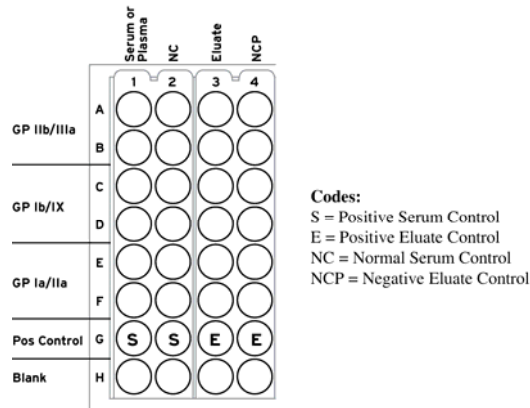 Serum or
Plasma
NC
Eluate
NCP
1 2 3 4
A
GP IIb/IIIa
B
C
GP Ib/IX
D
E
GP Ia/IIa
F
Pos Control G S S E E
Blank H
Codes:
S = Positive Serum Control
E = Positive Eluate Control
NC = Normal Serum Control
NCP = Negative Eluate Control